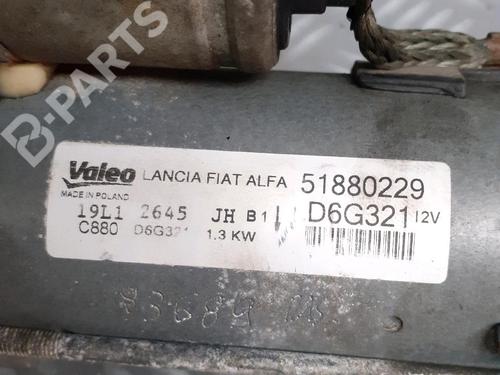 B-PARTS
Valeo LANCIA FIAT ALFA 51880229
MADE IN POLAND
19L1 2645 JH B1 D6G321 12V
C880 D6G321 1.3 KW